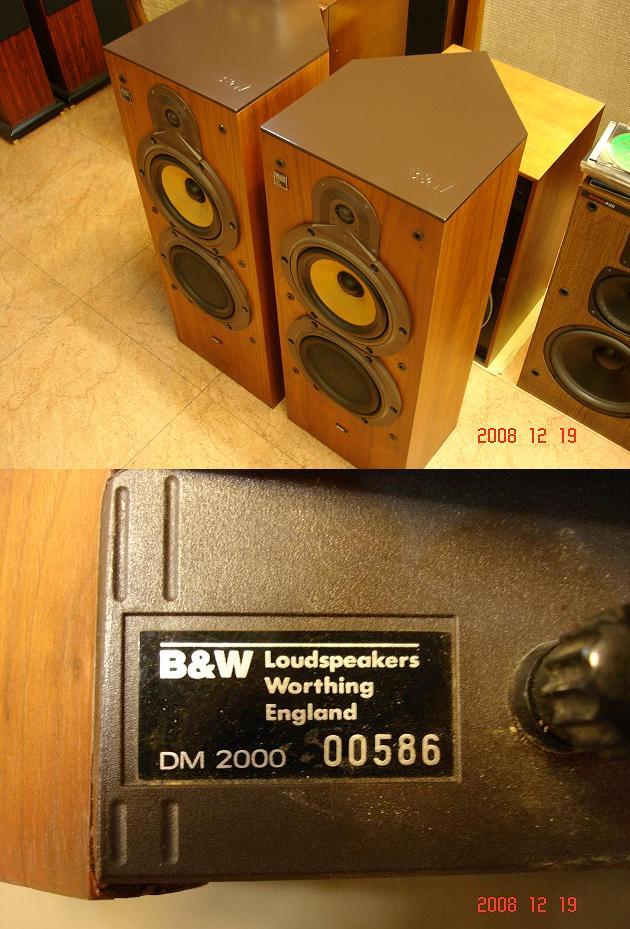 B&W
B&W
2008 12 19
B&W Loudspeakers
Worthing
England
DM 2000 00586
2008 12 19